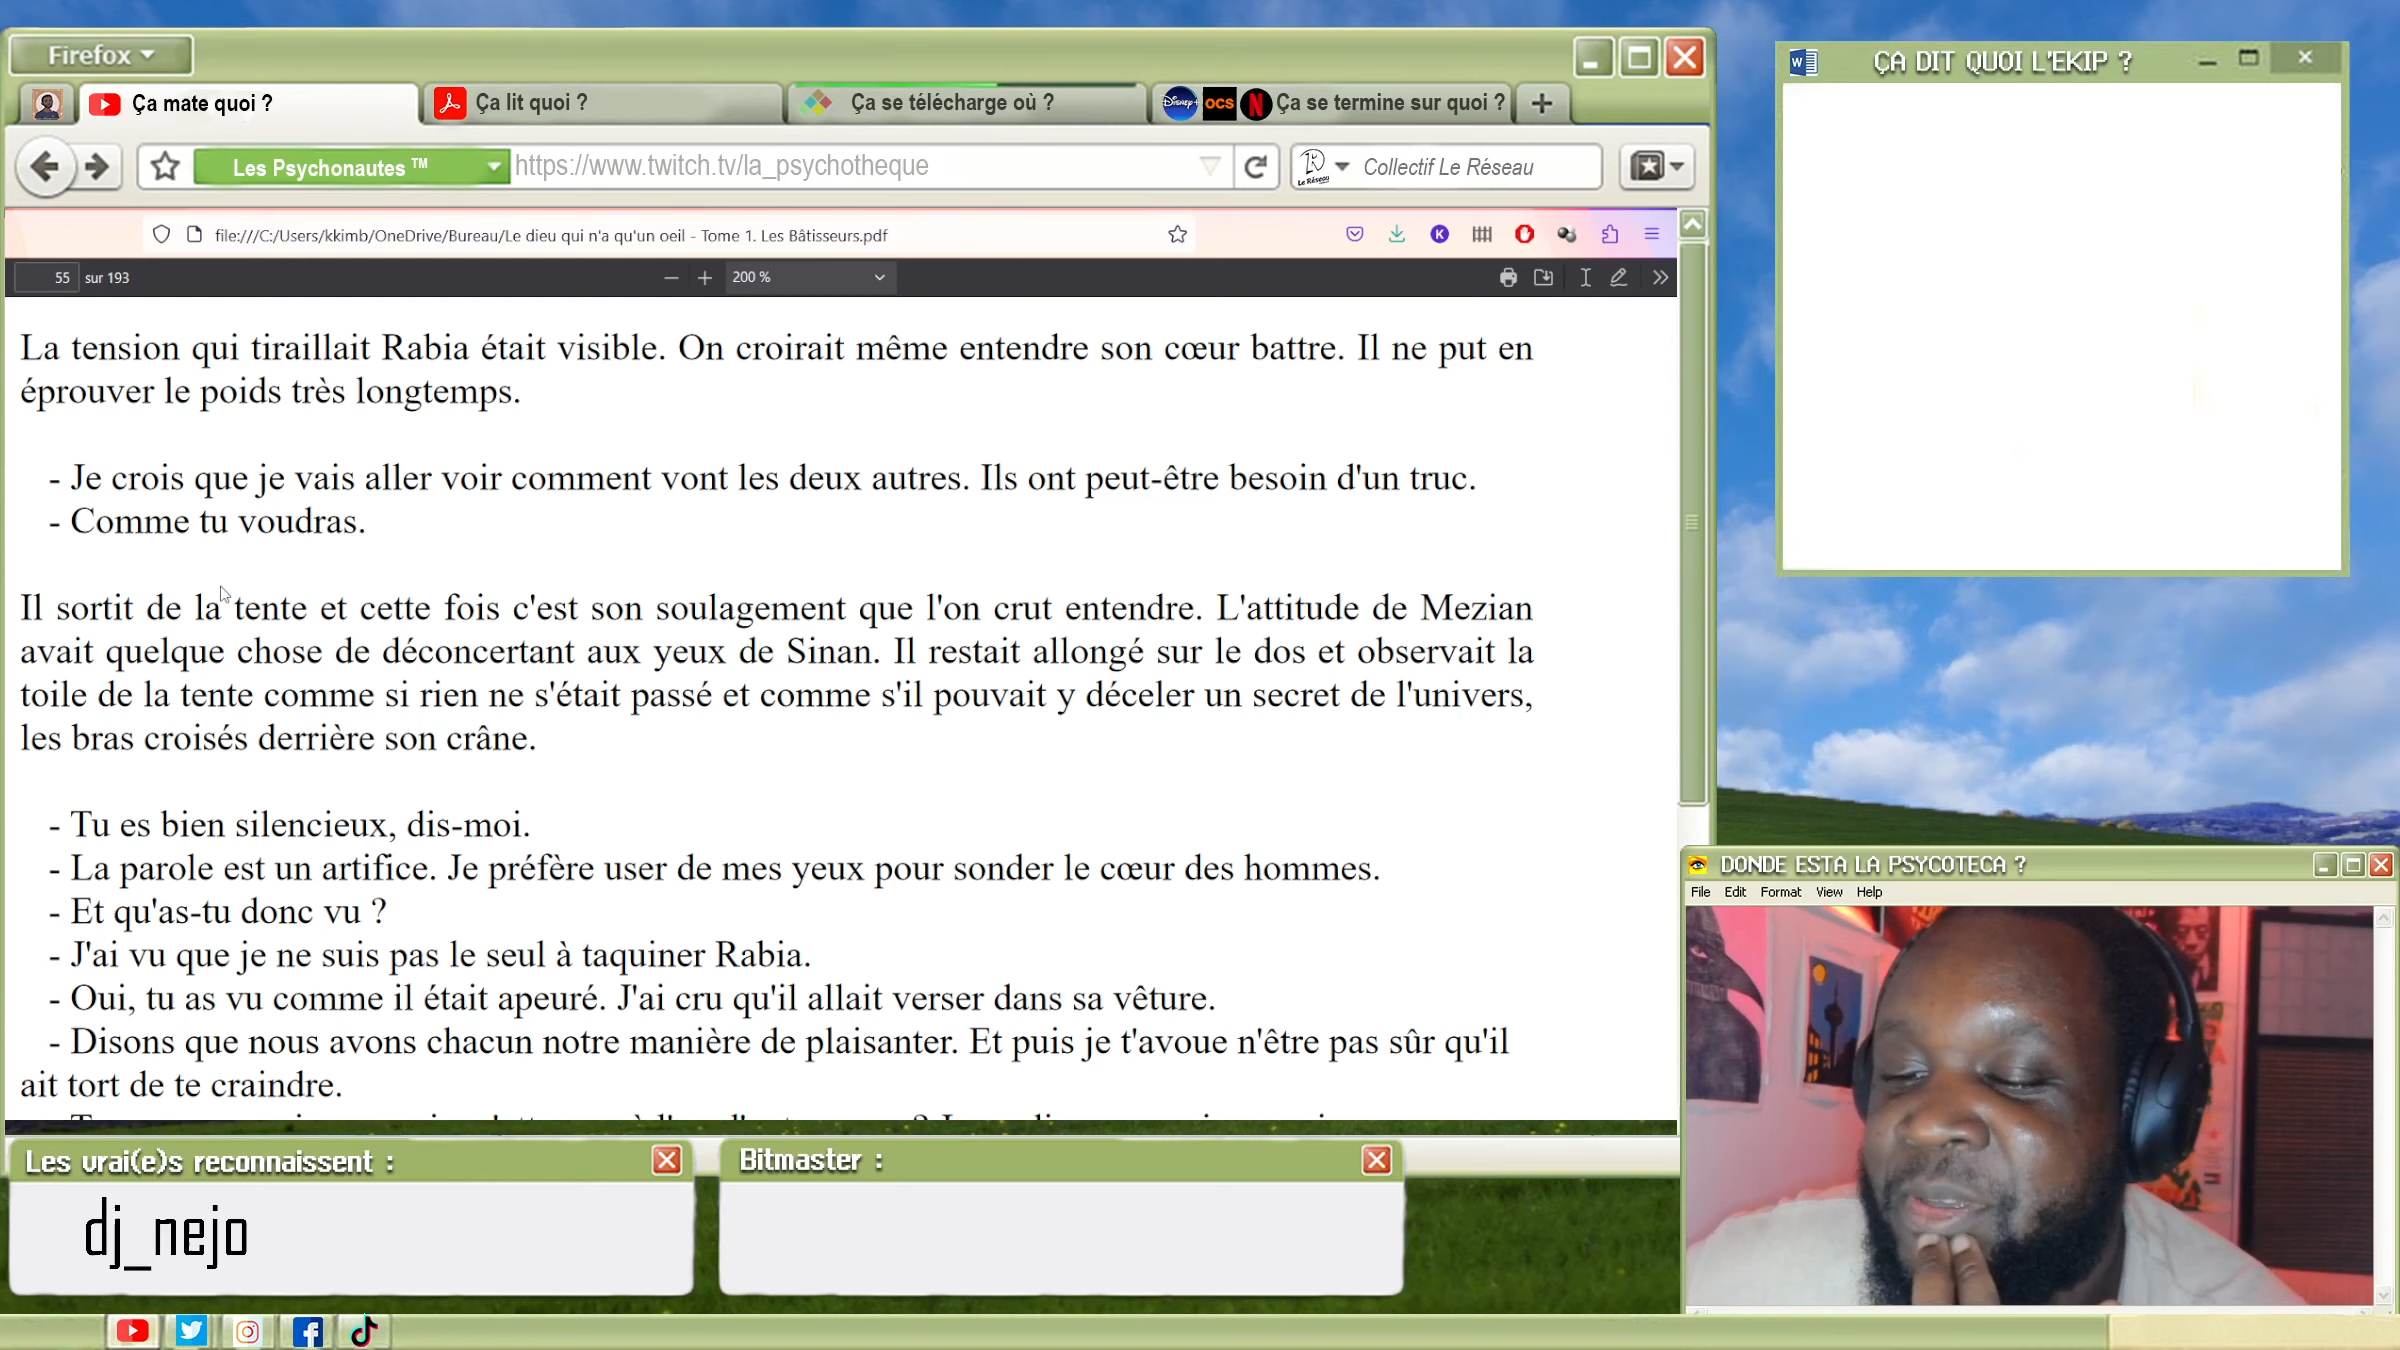 Firefox
Ça mate quoi ?
Ça lit quoi ?
Ça se télécharge où ?
Disney+ OCS N Ça se termine sur quoi ?
Les Psychonautes ™ https://www.twitch.tv/la_psychotheque
Le Réseau
Collectif Le Réseau
file:///C:/Users/kkimb/OneDrive/Bureau/Le dieu qui n'a qu'un oeil - Tome 1. Les Bâtisseurs.pdf
K
55 sur 193
200 %
La tension qui tiraillait Rabia était visible. On croirait même entendre son cœur battre. Il ne put en
éprouver le poids très longtemps.
- Je crois que je vais aller voir comment vont les deux autres. Ils ont peut-être besoin d'un truc.
- Comme tu voudras.
Il sortit de la tente et cette fois c'est son soulagement que l'on crut entendre. L'attitude de Mezian
avait quelque chose de déconcertant aux yeux de Sinan. Il restait allongé sur le dos et observait la
toile de la tente comme si rien ne s'était passé et comme s'il pouvait y déceler un secret de l'univers,
les bras croisés derrière son crâne.
- Tu es bien silencieux, dis-moi.
- La parole est un artifice. Je préfère user de mes yeux pour sonder le cœur des hommes.
- Et qu'as-tu donc vu ?
- J'ai vu que je ne suis pas le seul à taquiner Rabia.
- Oui, tu as vu comme il était apeuré. J'ai cru qu'il allait verser dans sa vêture.
- Disons que nous avons chacun notre manière de plaisanter. Et puis je t'avoue n'être pas sûr qu'il
ait tort de te craindre.
Les vrai(e)s reconnaissent :
dj_nejo
Bitmaster :
W ÇA DIT QUOI L'EKIP ?
DONDE ESTA LA PSYCOTECA ?
File Edit Format View Help